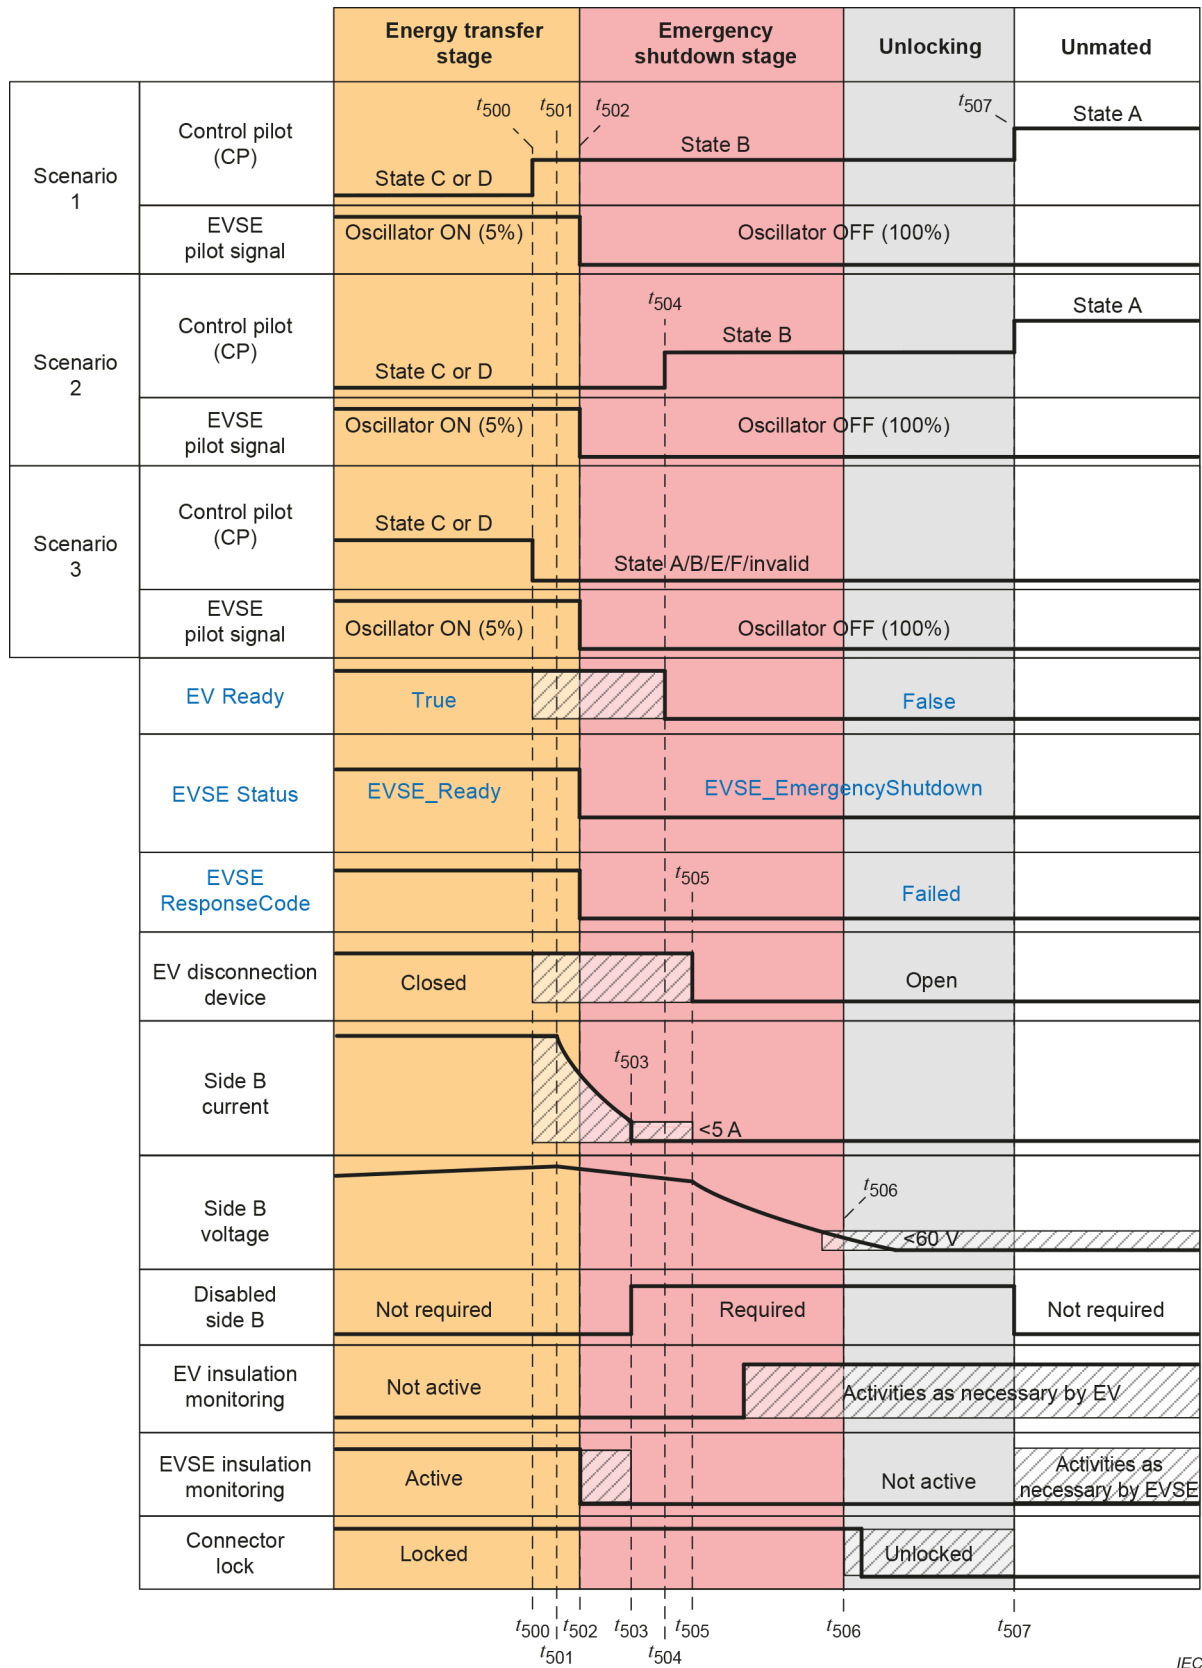 Energy transfer
stage
Emergency
shutdown stage
Unlocking
Unmated
Scenario
1
Control pilot
(CP)
t500
t501
t502
t507
State C or D
State B
State A
EVSE
pilot signal
Oscillator ON (5%)
Oscillator OFF (100%)
Scenario
2
Control pilot
(CP)
t504
State C or D
State B
State A
EVSE
pilot signal
Oscillator ON (5%)
Oscillator OFF (100%)
Scenario
3
Control pilot
(CP)
State C or D
State A/B/E/F/invalid
EVSE
pilot signal
Oscillator ON (5%)
Oscillator OFF (100%)
EV Ready
True
False
EVSE Status
EVSE_Ready
EVSE_EmergencyShutdown
EVSE
ResponseCode
t505
Failed
EV disconnection
device
Closed
Open
Side B
current
t503
<5 A
Side B
voltage
t506
<60 V
Disabled
side B
Not required
Required
Not required
EV insulation
monitoring
Not active
Activities as necessary by EV
EVSE insulation
monitoring
Active
Not active
Activities as
necessary by EVSE
Connector
lock
Locked
Unlocked
t500 t502 t503 t505 t506 t507
t501 t504
IEC